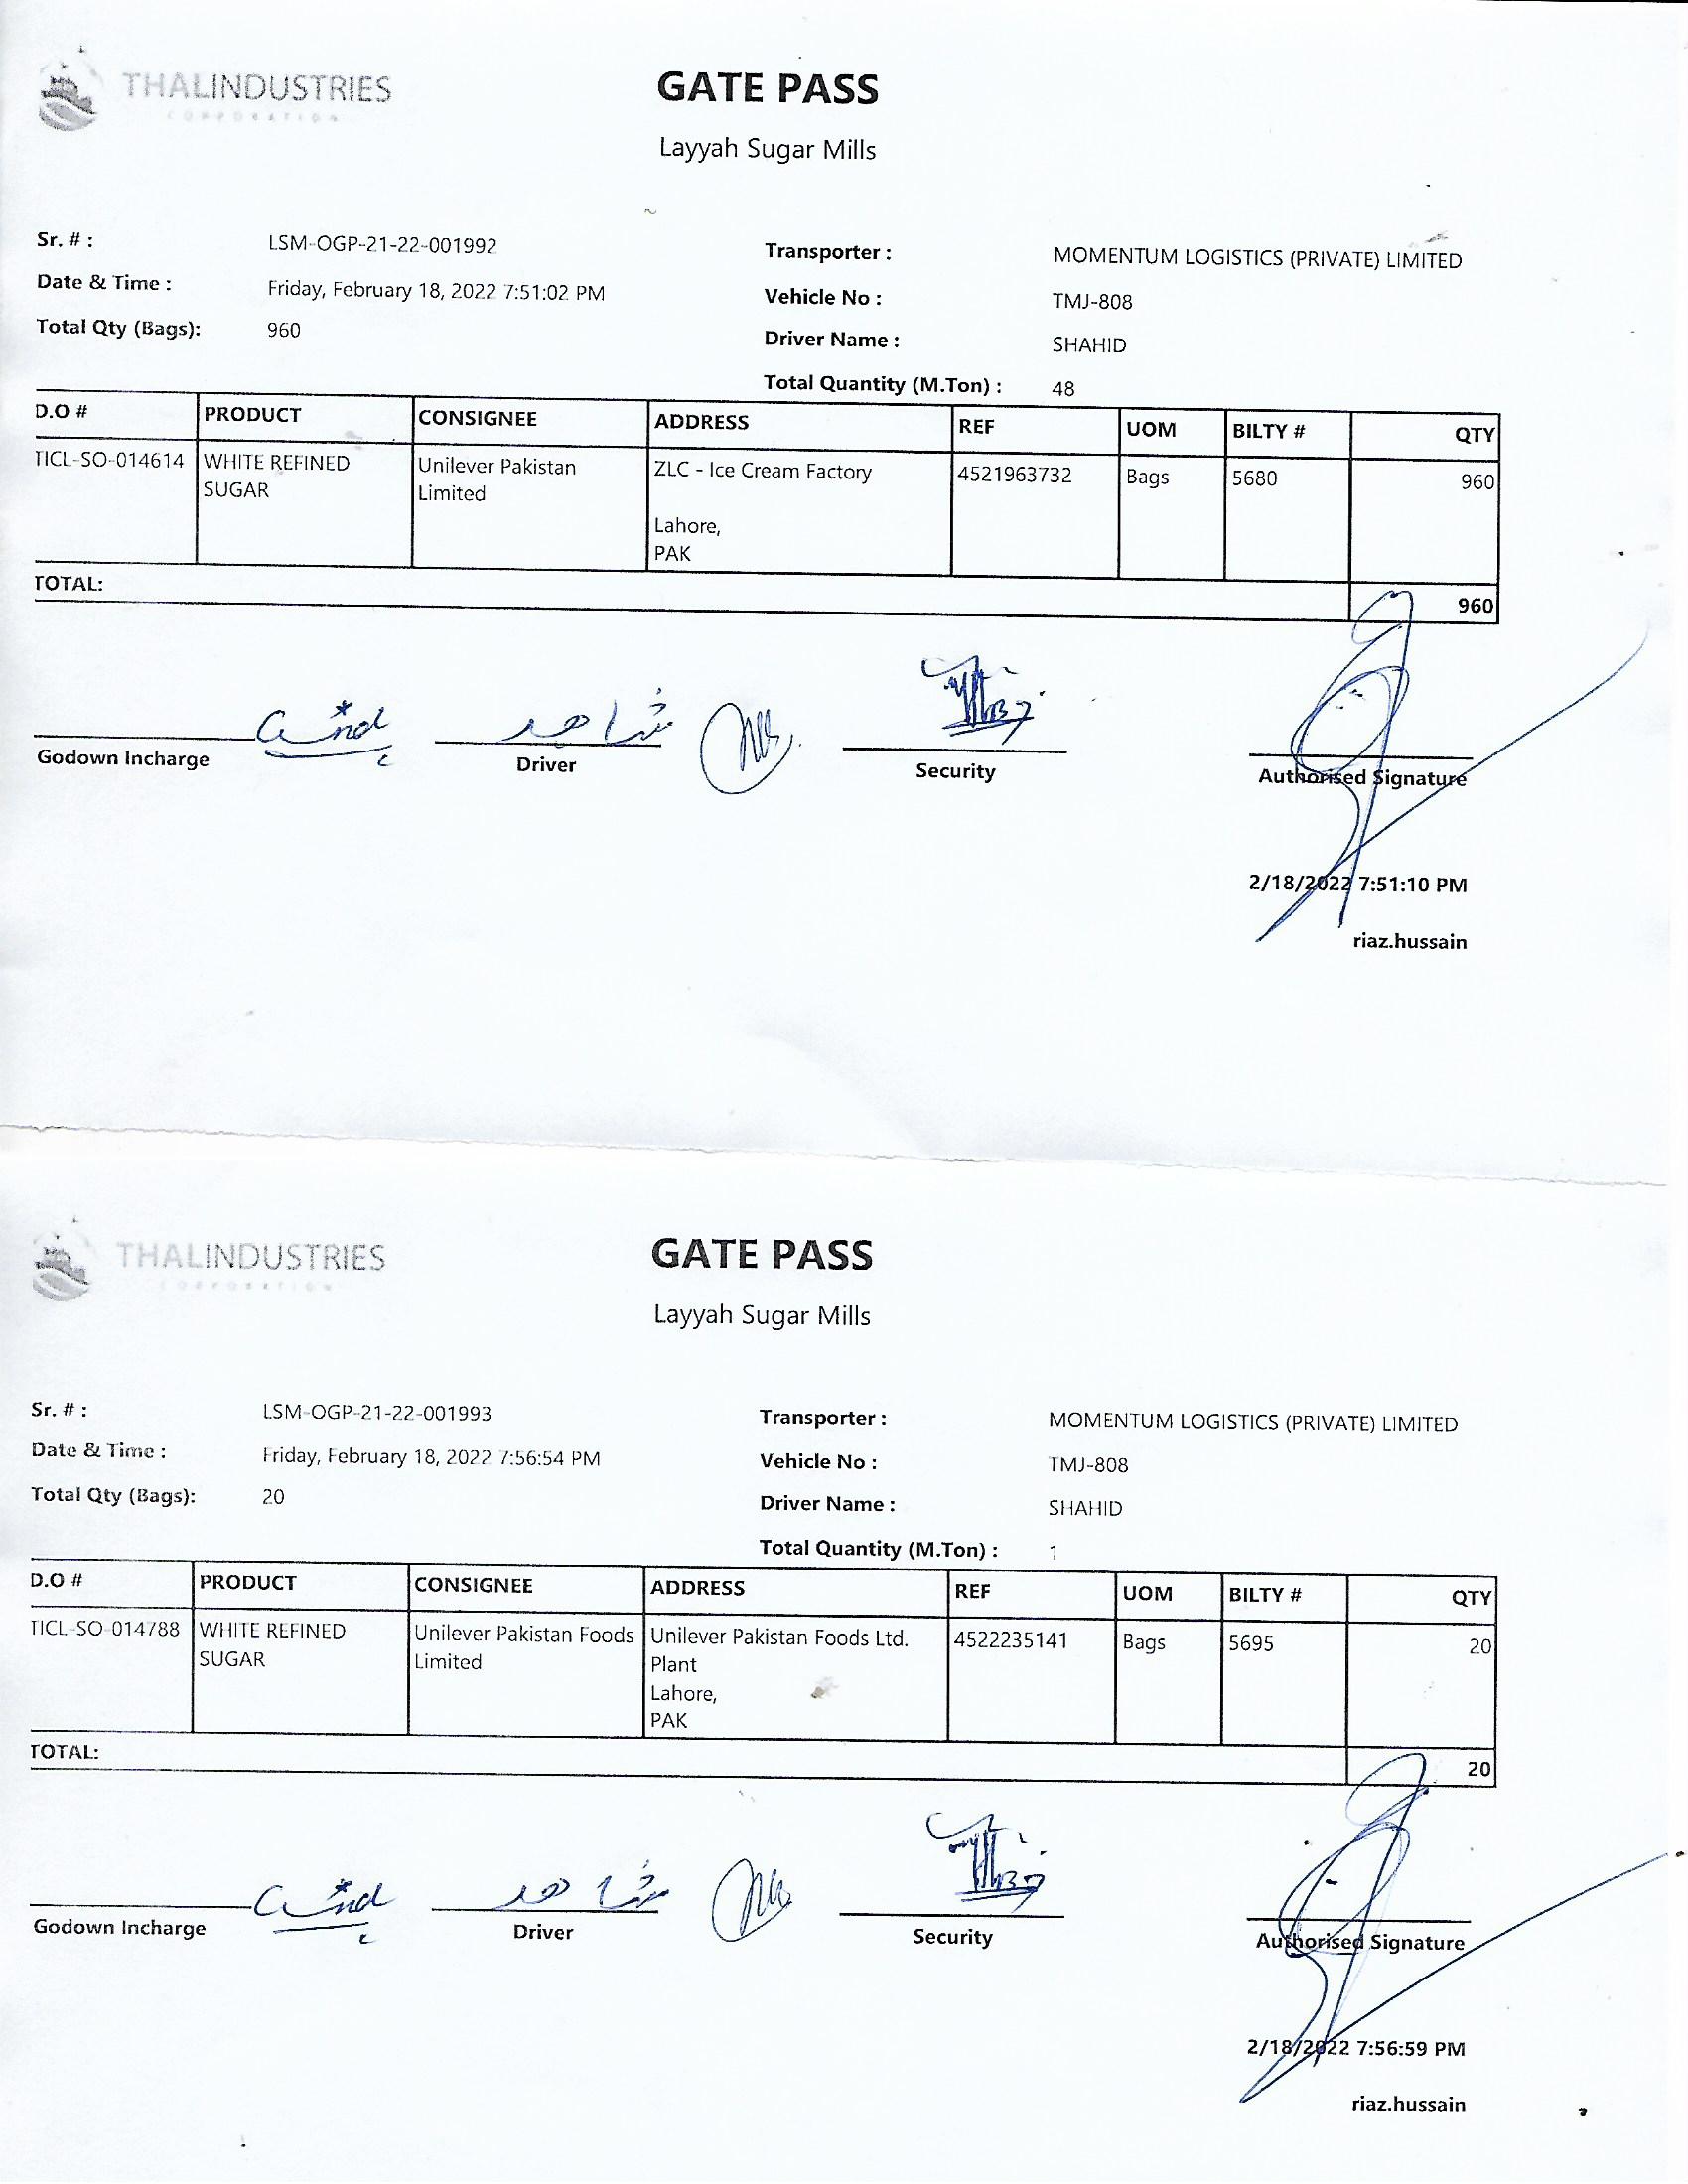 THALINDUSTRIES
CORPORATION
GATE PASS
Layyah Sugar Mills
Sr. # : LSM-OGP-21-22-001992
Transporter : MOMENTUM LOGISTICS (PRIVATE) LIMITED
Date & Time : Friday, February 18, 2022 7:51:02 PM
Vehicle No : TMJ-808
Total Qty (Bags): 960
Driver Name : SHAHID
Total Quantity (M.Ton) : 48
D.O # PRODUCT CONSIGNEE ADDRESS REF UOM BILTY # QTY
TICL-SO-014614 WHITE REFINED Unilever Pakistan ZLC - Ice Cream Factory 4521963732 Bags 5680 960
SUGAR Limited
Lahore,
PAK
TOTAL: 960
شاهد
Godown Incharge Driver Security Authorised Signature
2/18/2022 7:51:10 PM
riaz.hussain
THALINDUSTRIES
CORPORATION
GATE PASS
Layyah Sugar Mills
Sr. # : LSM-OGP-21-22-001993
Transporter : MOMENTUM LOGISTICS (PRIVATE) LIMITED
Date & Time : Friday, February 18, 2022 7:56:54 PM
Vehicle No : TMJ-808
Total Qty (Bags): 20
Driver Name : SHAHID
Total Quantity (M.Ton) : 1
D.O # PRODUCT CONSIGNEE ADDRESS REF UOM BILTY # QTY
TICL-SO-014788 WHITE REFINED Unilever Pakistan Foods Unilever Pakistan Foods Ltd. 4522235141 Bags 5695 20
SUGAR Limited Plant
Lahore,
PAK
TOTAL: 20
شاهد
Godown Incharge Driver Security Authorised Signature
2/18/2022 7:56:59 PM
riaz.hussain